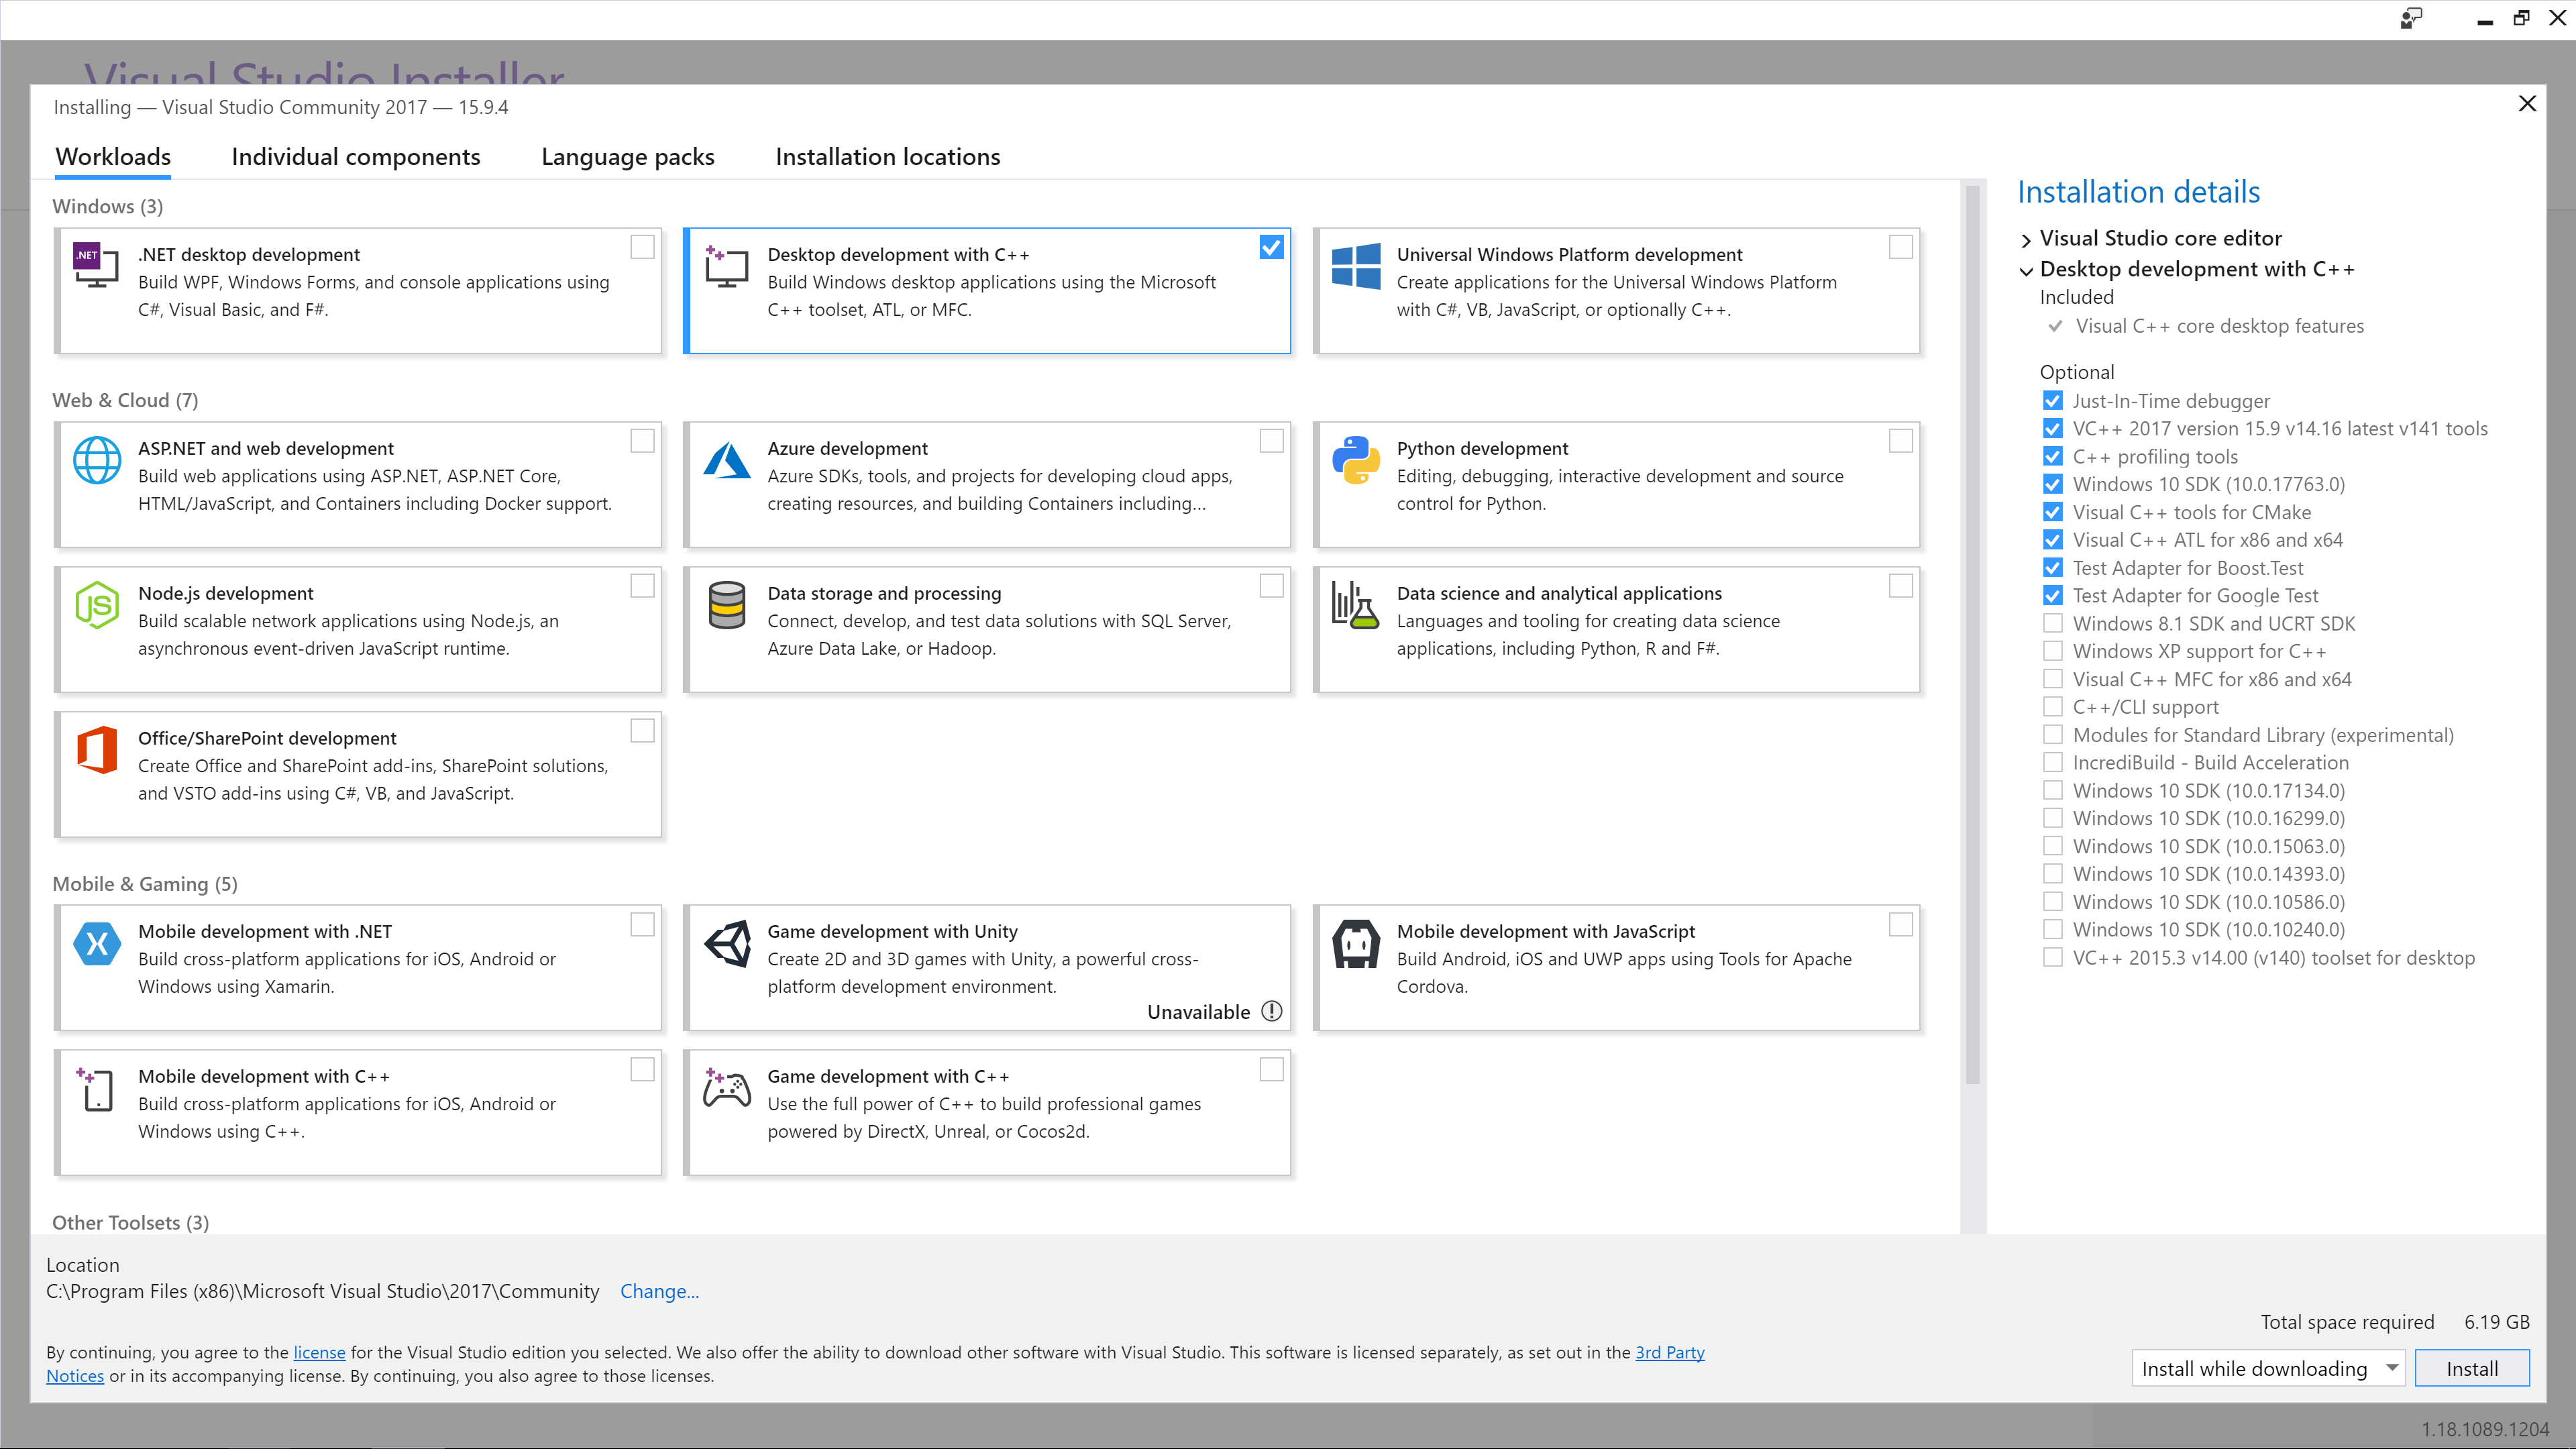 Visual Studio Installer
Installing — Visual Studio Community 2017 — 15.9.4
Workloads
Individual components
Language packs
Installation locations
Windows (3)
.NET
.NET desktop development
Build WPF, Windows Forms, and console applications using
C#, Visual Basic, and F#.
Desktop development with C++
Build Windows desktop applications using the Microsoft
C++ toolset, ATL, or MFC.
Universal Windows Platform development
Create applications for the Universal Windows Platform
with C#, VB, JavaScript, or optionally C++.
Web & Cloud (7)
ASP.NET and web development
Build web applications using ASP.NET, ASP.NET Core,
HTML/JavaScript, and Containers including Docker support.
Azure development
Azure SDKs, tools, and projects for developing cloud apps,
creating resources, and building Containers including...
Python development
Editing, debugging, interactive development and source
control for Python.
JS
Node.js development
Build scalable network applications using Node.js, an
asynchronous event-driven JavaScript runtime.
Data storage and processing
Connect, develop, and test data solutions with SQL Server,
Azure Data Lake, or Hadoop.
Data science and analytical applications
Languages and tooling for creating data science
applications, including Python, R and F#.
Office/SharePoint development
Create Office and SharePoint add-ins, SharePoint solutions,
and VSTO add-ins using C#, VB, and JavaScript.
Mobile & Gaming (5)
Mobile development with .NET
Build cross-platform applications for iOS, Android or
Windows using Xamarin.
Game development with Unity
Create 2D and 3D games with Unity, a powerful cross-
platform development environment.
Unavailable
Mobile development with JavaScript
Build Android, iOS and UWP apps using Tools for Apache
Cordova.
Mobile development with C++
Build cross-platform applications for iOS, Android or
Windows using C++.
Game development with C++
Use the full power of C++ to build professional games
powered by DirectX, Unreal, or Cocos2d.
Other Toolsets (3)
Installation details
Visual Studio core editor
Desktop development with C++
Included
Visual C++ core desktop features
Optional
Just-In-Time debugger
VC++ 2017 version 15.9 v14.16 latest v141 tools
C++ profiling tools
Windows 10 SDK (10.0.17763.0)
Visual C++ tools for CMake
Visual C++ ATL for x86 and x64
Test Adapter for Boost.Test
Test Adapter for Google Test
Windows 8.1 SDK and UCRT SDK
Windows XP support for C++
Visual C++ MFC for x86 and x64
C++/CLI support
Modules for Standard Library (experimental)
IncrediBuild - Build Acceleration
Windows 10 SDK (10.0.17134.0)
Windows 10 SDK (10.0.16299.0)
Windows 10 SDK (10.0.15063.0)
Windows 10 SDK (10.0.14393.0)
Windows 10 SDK (10.0.10586.0)
Windows 10 SDK (10.0.10240.0)
VC++ 2015.3 v14.00 (v140) toolset for desktop
Location
C:\Program Files (x86)\Microsoft Visual Studio\2017\Community Change...
Total space required 6.19 GB
By continuing, you agree to the license for the Visual Studio edition you selected. We also offer the ability to download other software with Visual Studio. This software is licensed separately, as set out in the 3rd Party
Notices or in its accompanying license. By continuing, you also agree to those licenses.
Install while downloading
Install
1.18.1089.1204